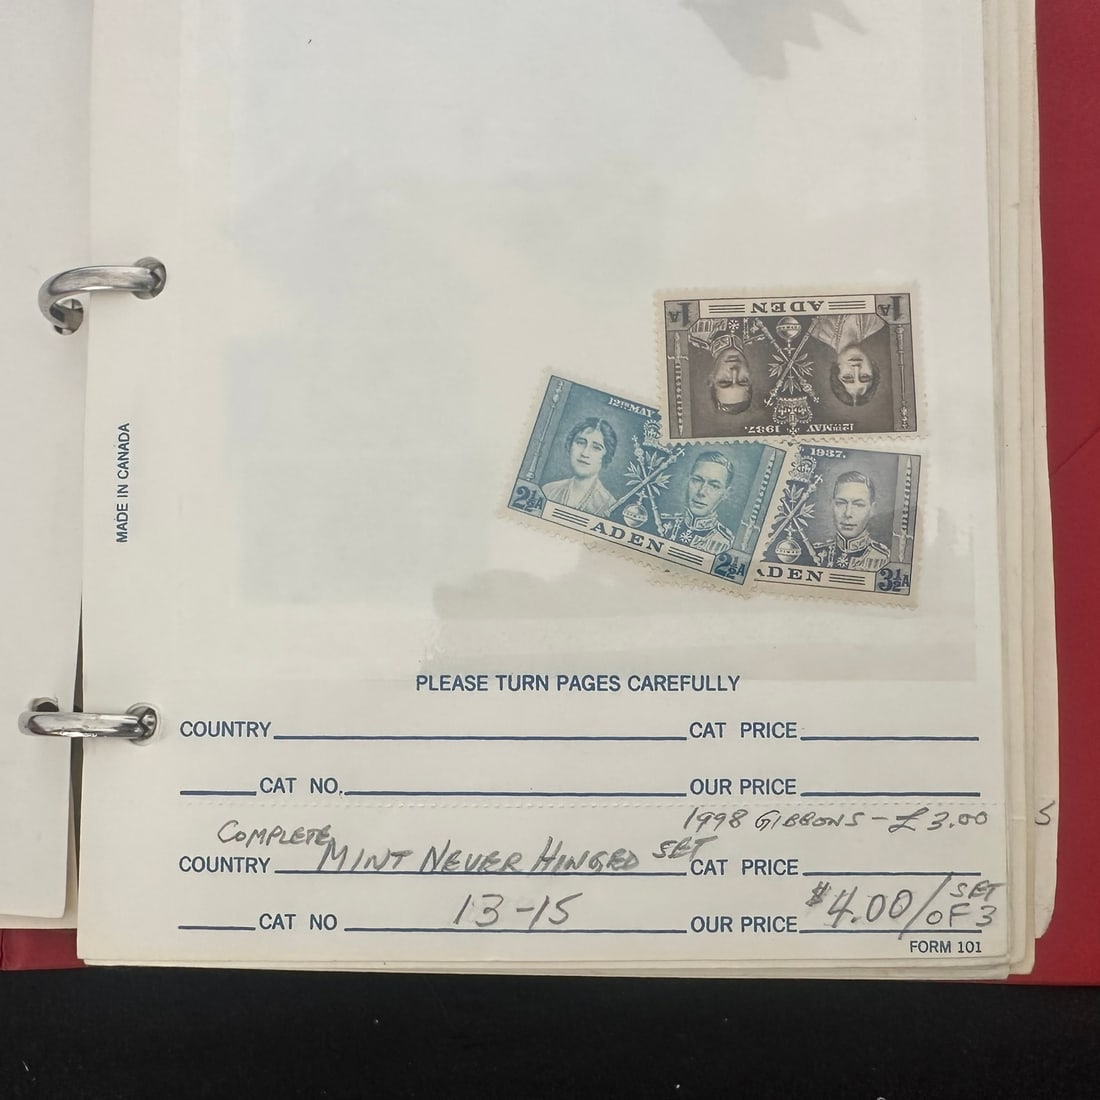 1A ADEN 1A
12TH MAY 1937.
12TH MAY
2½A ADEN 2½A
1937.
ADEN 3½A
MADE IN CANADA
PLEASE TURN PAGES CAREFULLY
COUNTRY CAT PRICE
CAT NO. OUR PRICE
1998 GIBBONS - £3.00
COMPLETE
COUNTRY MINT NEVER HINGED SET CAT PRICE
CAT NO 13-15 OUR PRICE $4.00/SET OF 3
FORM 101
S